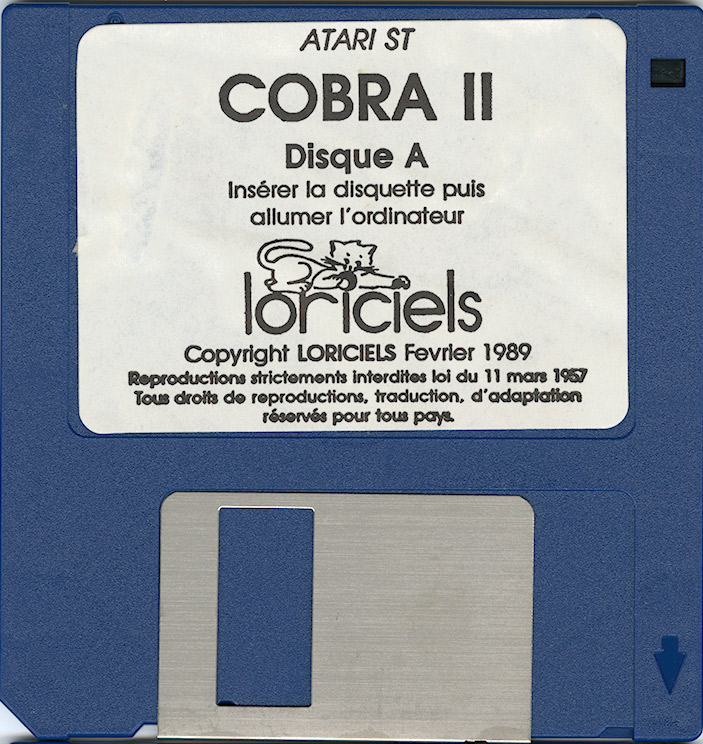 ATARI ST
COBRA II
Disque A
Insérer la disquette puis
allumer l'ordinateur
loriciels
Copyright LORICIELS Fevrier 1989
Reproductions strictements interdites loi du 11 mars 1957
Tous droits de reproductions, traduction, d'adaptation
réservés pour tous pays.